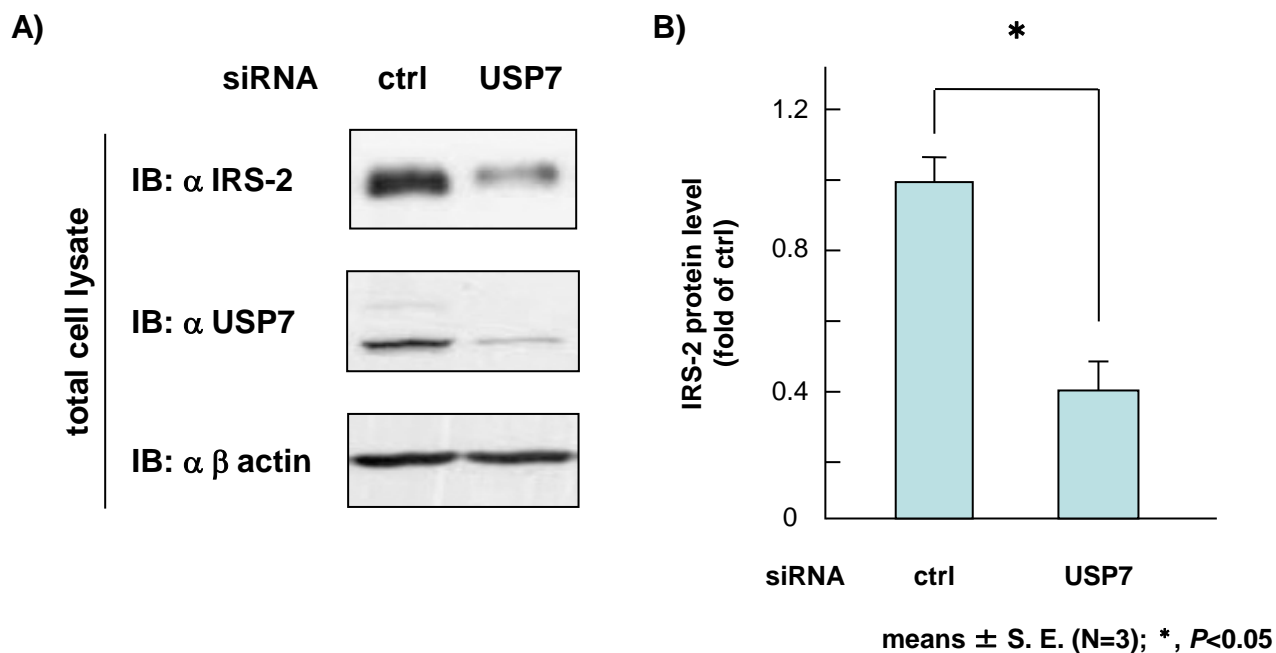 A)
siRNA ctrl USP7
total cell lysate
IB: α IRS-2
IB: α USP7
IB: α β actin
B)
*
IRS-2 protein level
(fold of ctrl)
1.2
0.8
0.4
0
siRNA ctrl USP7
means ± S. E. (N=3); *, P<0.05